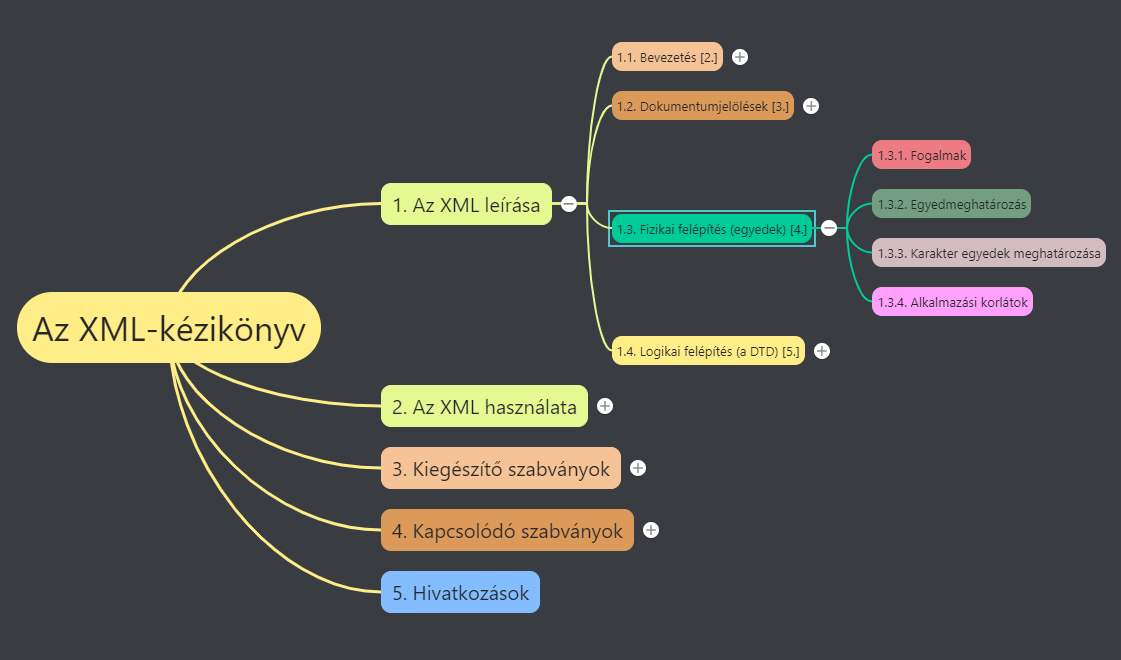 Az XML-kézikönyv
1. Az XML leírása
1.1. Bevezetés [2.]
1.2. Dokumentumjelölések [3.]
1.3. Fizikai felépítés (egyedek) [4.]
1.3.1. Fogalmak
1.3.2. Egyedmeghatározás
1.3.3. Karakter egyedek meghatározása
1.3.4. Alkalmazási korlátok
1.4. Logikai felépítés (a DTD) [5.]
2. Az XML használata
3. Kiegészítő szabványok
4. Kapcsolódó szabványok
5. Hivatkozások